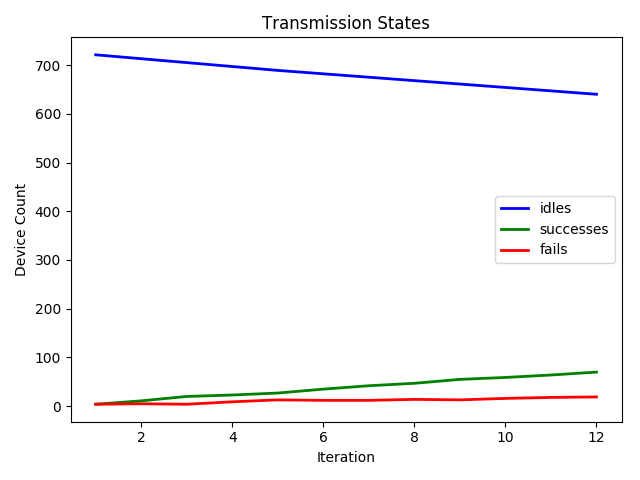 Transmission States
Device Count
700
600
500
400
300
200
100
0
idles
successes
fails
2 4 6 8 10 12
Iteration